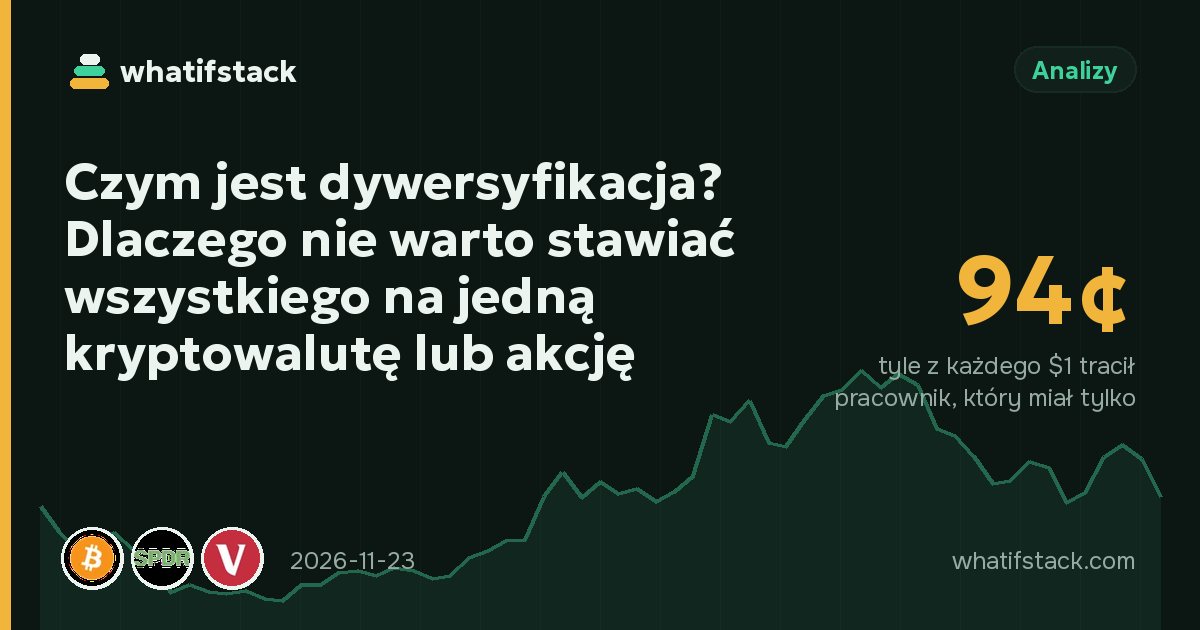 whatifstack
Analizy
Czym jest dywersyfikacja?
Dlaczego nie warto stawiać
wszystkiego na jedną
kryptowalutę lub akcję
94¢
tyle z każdego $1 tracił
pracownik, który miał tylko
SPDR
V
2026-11-23
whatifstack.com